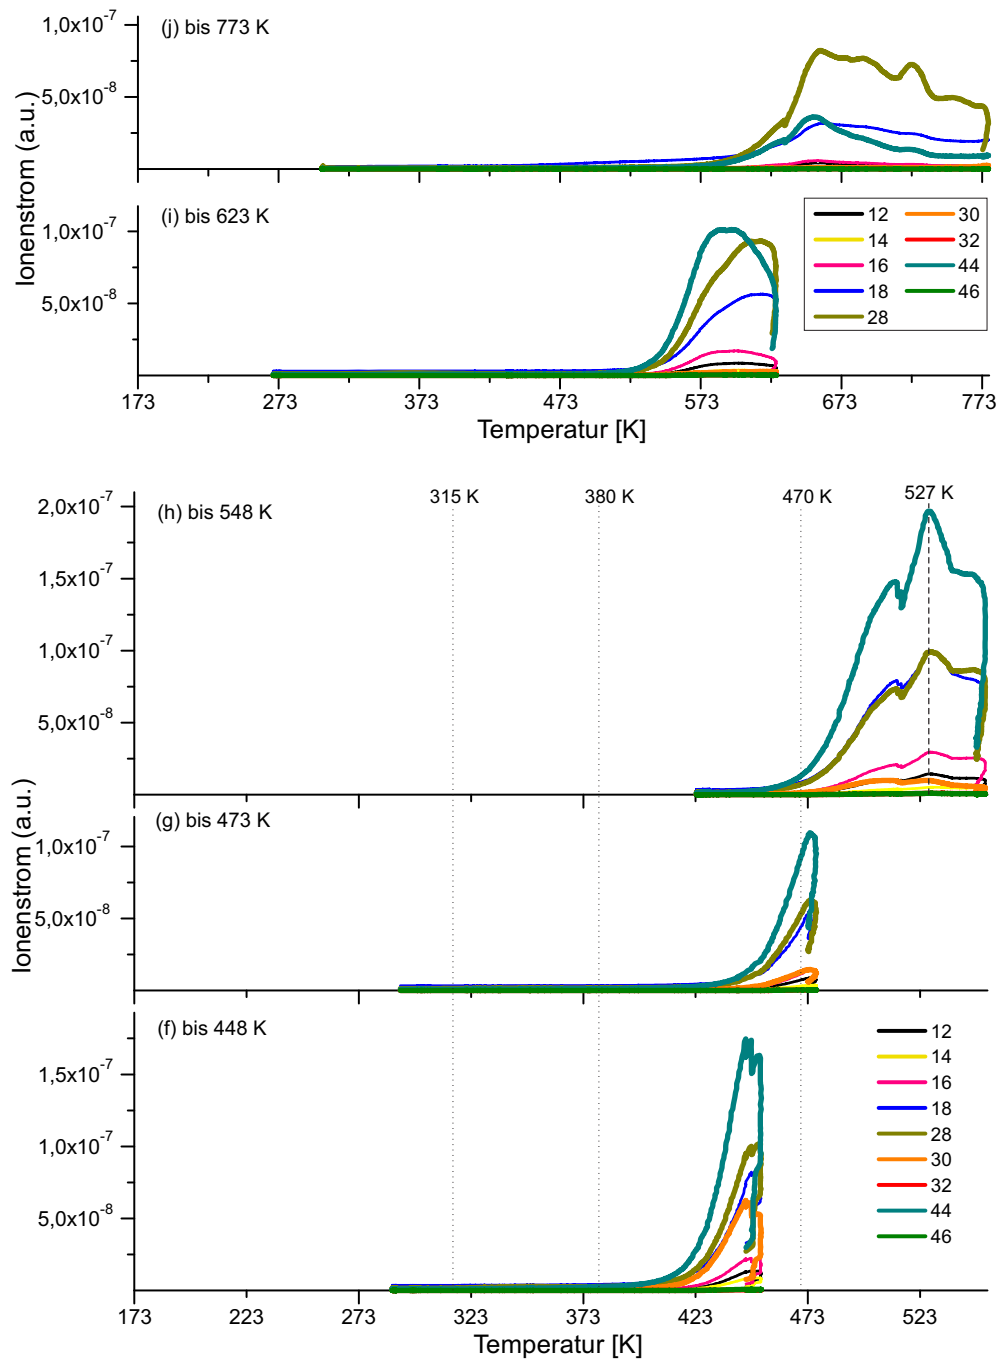 (j) bis 773 K
1,0x10⁻⁷
5,0x10⁻⁸
Ionenstrom (a.u.)
(i) bis 623 K
1,0x10⁻⁷
5,0x10⁻⁸
12 30
14 32
16 44
18 46
28
173 273 373 473 573 673 773
Temperatur [K]
315 K 380 K 470 K 527 K
(h) bis 548 K
2,0x10⁻⁷
1,5x10⁻⁷
1,0x10⁻⁷
5,0x10⁻⁸
Ionenstrom (a.u.)
(g) bis 473 K
1,0x10⁻⁷
5,0x10⁻⁸
(f) bis 448 K
1,5x10⁻⁷
1,0x10⁻⁷
5,0x10⁻⁸
12
14
16
18
28
30
32
44
46
173 223 273 323 373 423 473 523
Temperatur [K]